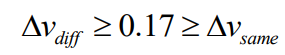 Δv_diff ≥ 0.17 ≥ Δv_same